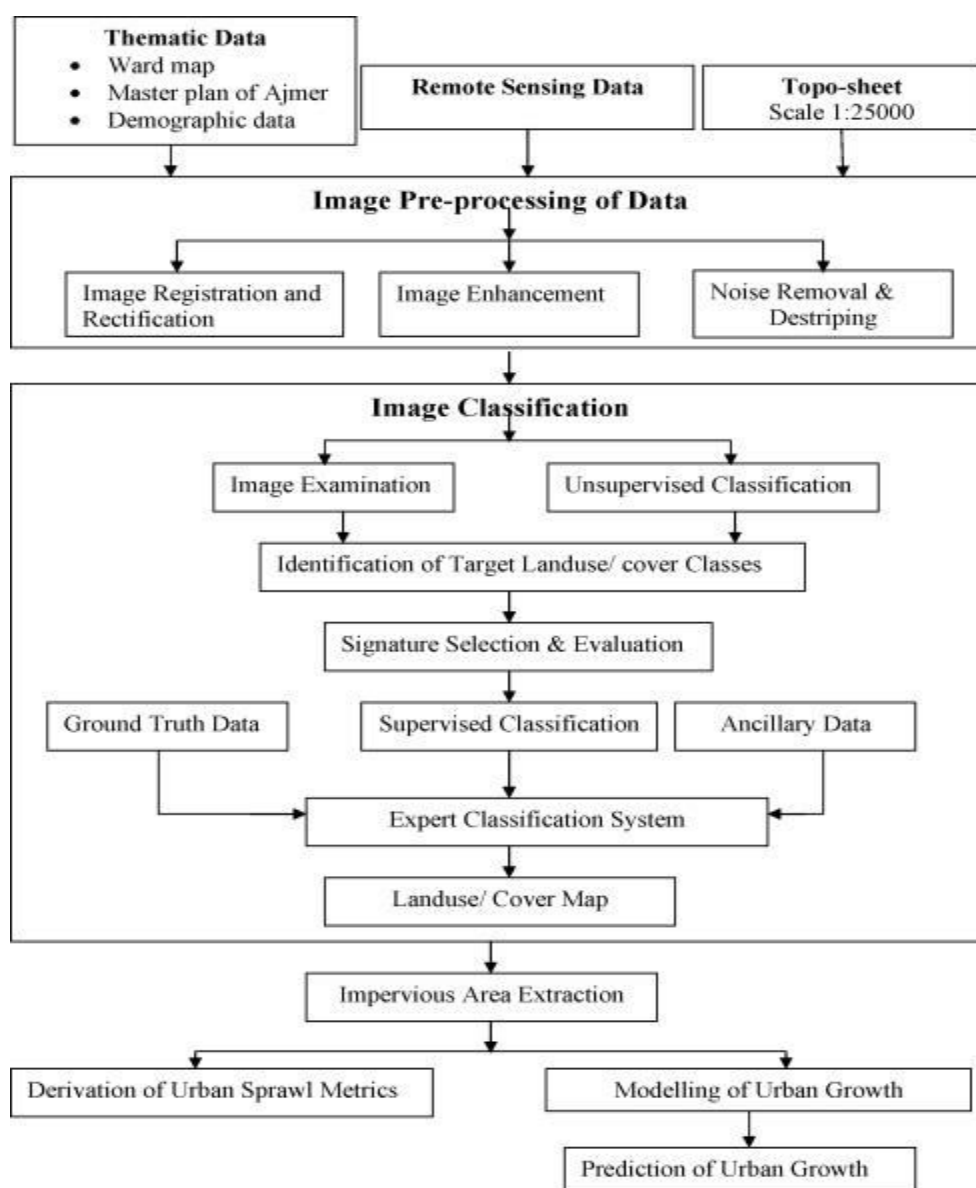 Thematic Data
• Ward map
• Master plan of Ajmer
• Demographic data
Remote Sensing Data
Topo-sheet
Scale 1:25000
Image Pre-processing of Data
Image Registration and
Rectification
Image Enhancement
Noise Removal &
Destriping
Image Classification
Image Examination
Unsupervised Classification
Identification of Target Landuse/ cover Classes
Signature Selection & Evaluation
Ground Truth Data
Supervised Classification
Ancillary Data
Expert Classification System
Landuse/ Cover Map
Impervious Area Extraction
Derivation of Urban Sprawl Metrics
Modelling of Urban Growth
Prediction of Urban Growth